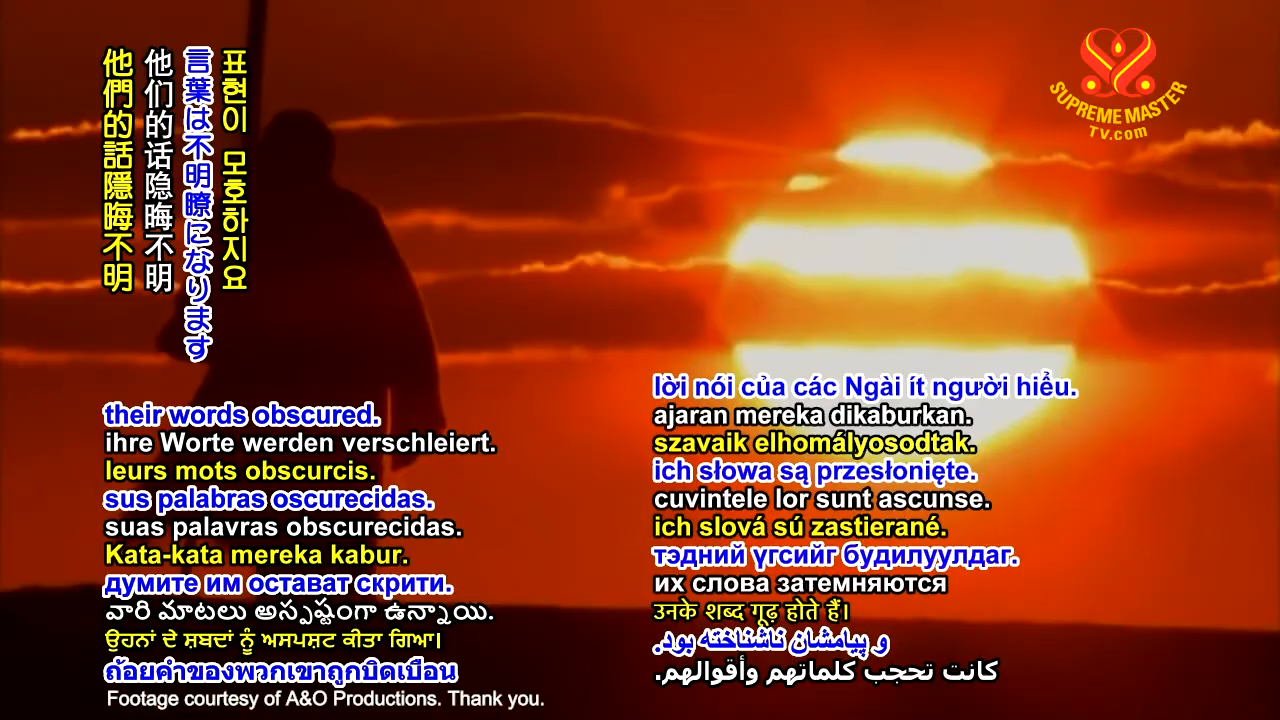 他們的話隱晦不明
他们的话隐晦不明
言葉は不明瞭になります
표현이 모호하지요
SUPREME MASTER
TV.com
their words obscured.
ihre Worte werden verschleiert.
leurs mots obscurcis.
sus palabras oscurecidas.
suas palavras obscurecidas.
Kata-kata mereka kabur.
думите им остават скрити.
వారి మాటలు అస్పష్టంగా ఉన్నాయి.
ਉਹਨਾਂ ਦੇ ਸ਼ਬਦਾਂ ਨੂੰ ਅਸਪਸ਼ਟ ਕੀਤਾ ਗਿਆ।
ถ้อยคำของพวกเขาถูกบิดเบือน
Footage courtesy of A&O Productions. Thank you.
lời nói của các Ngài ít người hiểu.
ajaran mereka dikaburkan.
szavaik elhomályosodtak.
ich słowa są przesłonięte.
cuvintele lor sunt ascunse.
ich slová sú zastierané.
тэдний үгсийг будилуулдаг.
их слова затемняются
उनके शब्द गूढ़ होते हैं।
و پیامشان ناشناخته بود.
كانت تحجب كلماتهم وأقوالهم.